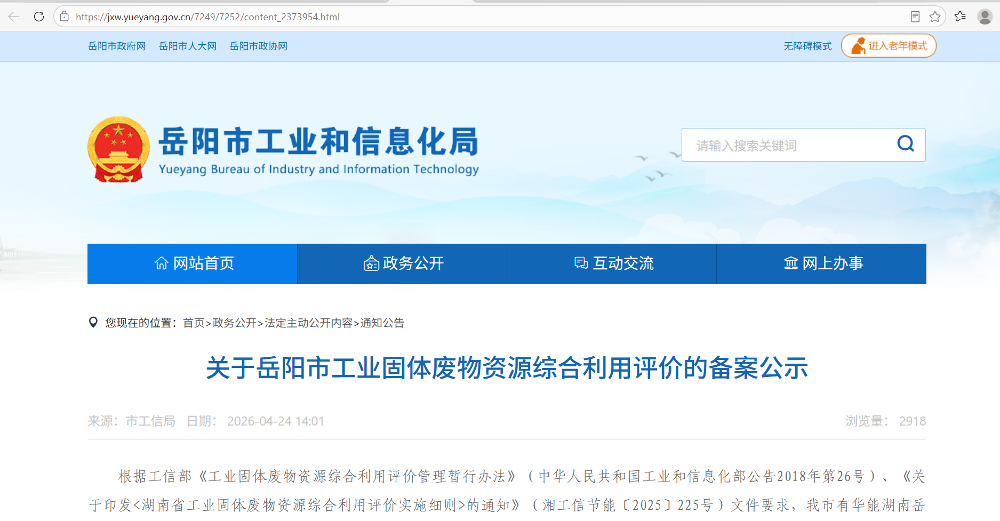 https://jxw.yueyang.gov.cn/7249/7252/content_2373954.html
岳阳市政府网 岳阳市人大网 岳阳市政协网 无障碍模式 进入老年模式
岳阳市工业和信息化局
Yueyang Bureau of Industry and Information Technology
请输入搜索关键词
网站首页 政务公开 互动交流 网上办事
您现在的位置：首页>政务公开>法定主动公开内容>通知公告
关于岳阳市工业固体废物资源综合利用评价的备案公示
来源：市工信局 日期： 2026-04-24 14:01 浏览量： 2918
根据工信部《工业固体废物资源综合利用评价管理暂行办法》（中华人民共和国工业和信息化部公告2018年第26号）、《关
于印发<湖南省工业固体废物资源综合利用评价实施细则>的通知》（湘工信节能〔2025〕225号）文件要求，我市有华能湖南岳